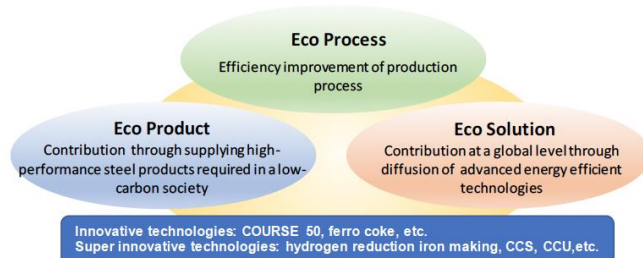 Eco Process
Efficiency improvement of production
process
Eco Product
Contribution through supplying high-
performance steel products required in a low-
carbon society
Eco Solution
Contribution at a global level through
diffusion of advanced energy efficient
technologies
Innovative technologies: COURSE 50, ferro coke, etc.
Super innovative technologies: hydrogen reduction iron making, CCS, CCU,etc.